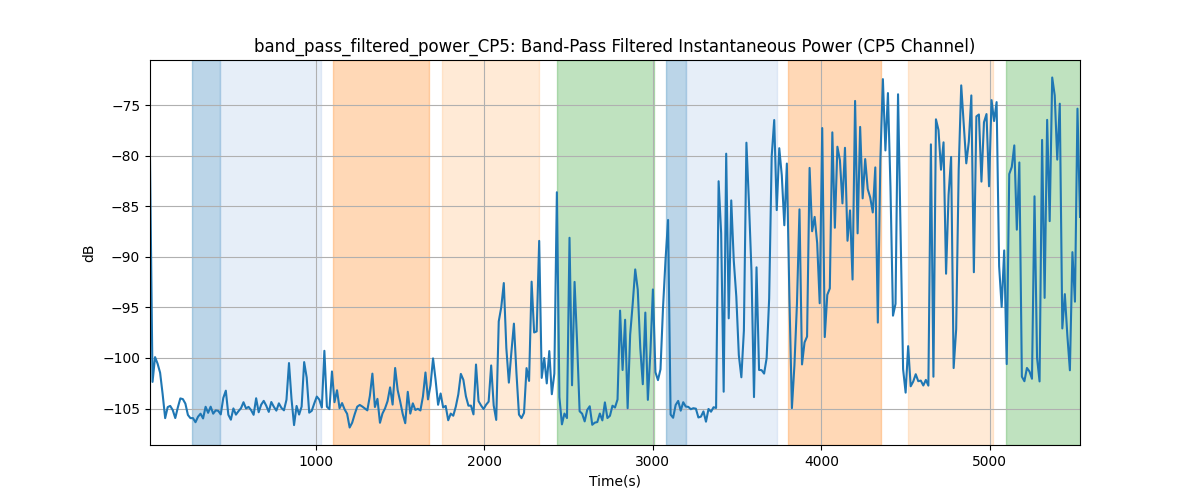 band_pass_filtered_power_CP5: Band-Pass Filtered Instantaneous Power (CP5 Channel)
−75
−80
−85
−90
−95
−100
−105
dB
1000 2000 3000 4000 5000
Time(s)